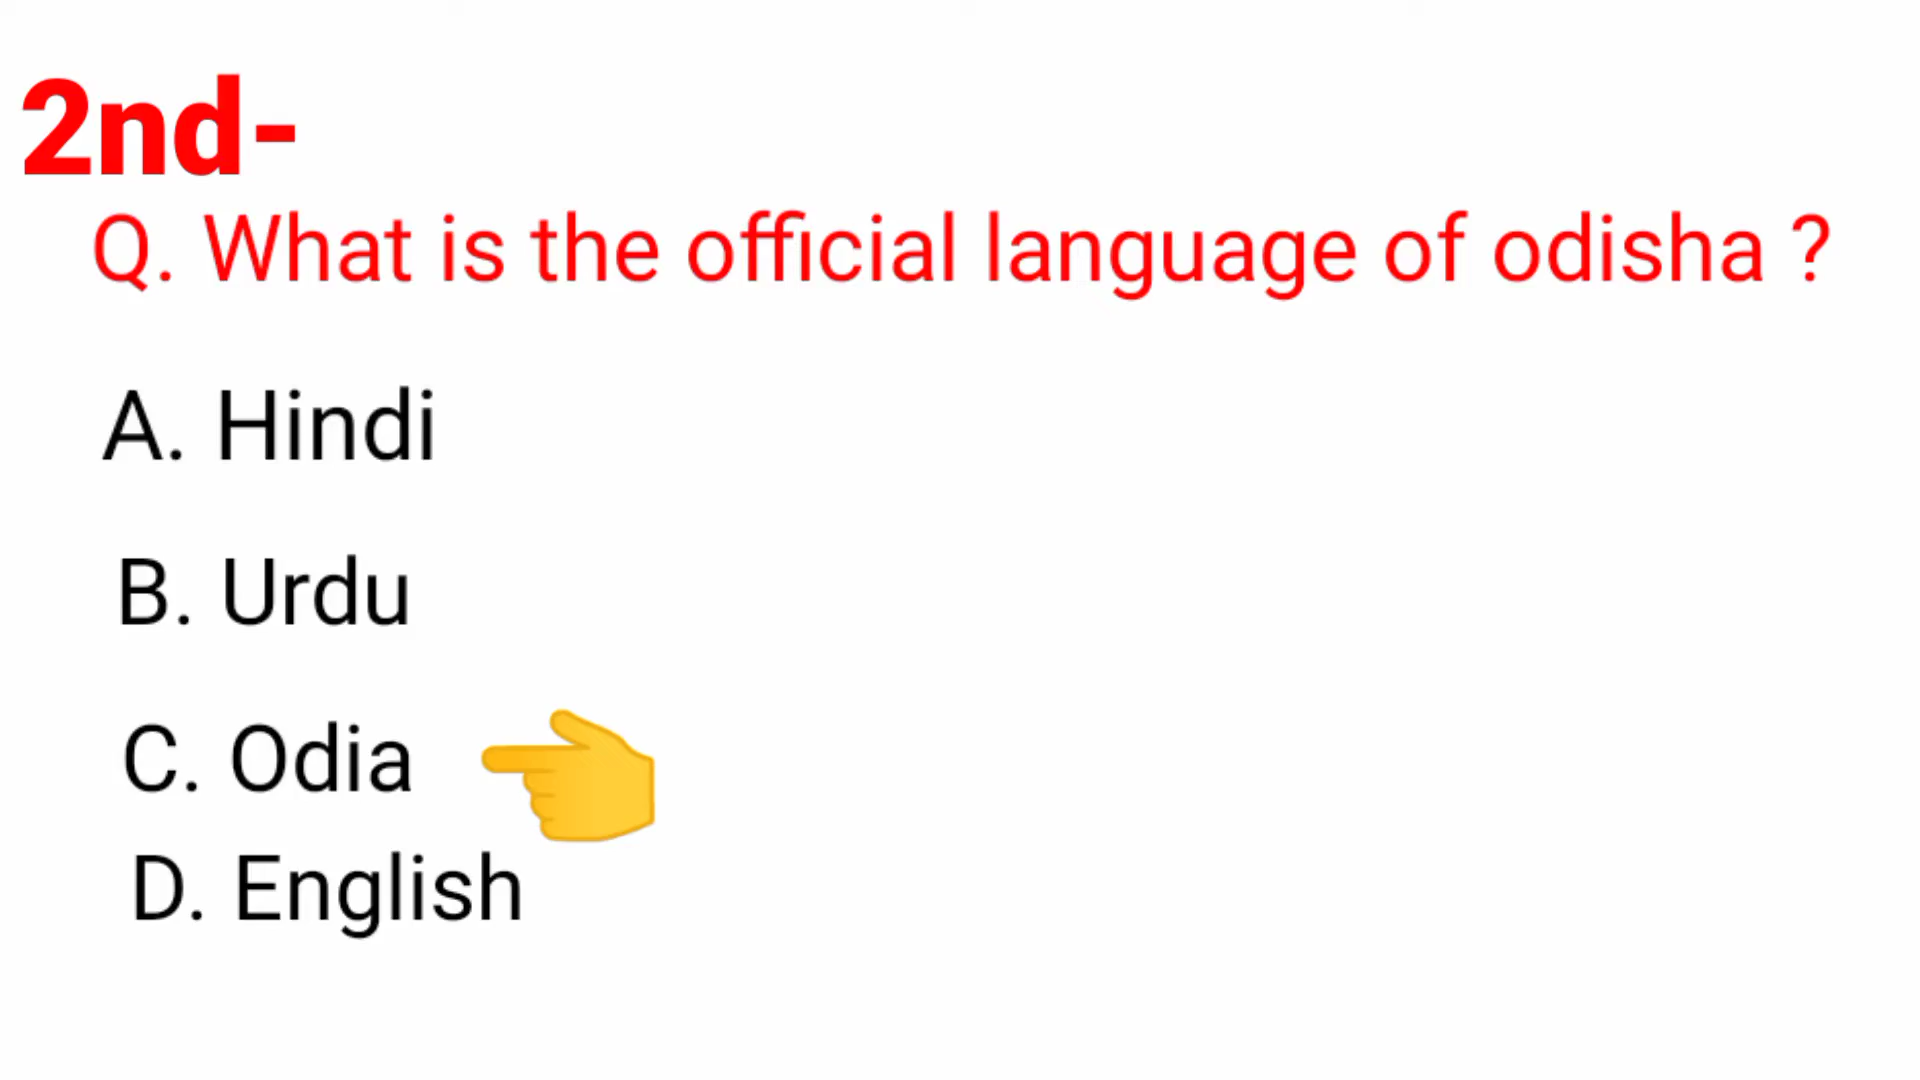 2nd-
Q. What is the official language of odisha ?
A. Hindi
B. Urdu
C. Odia
D. English